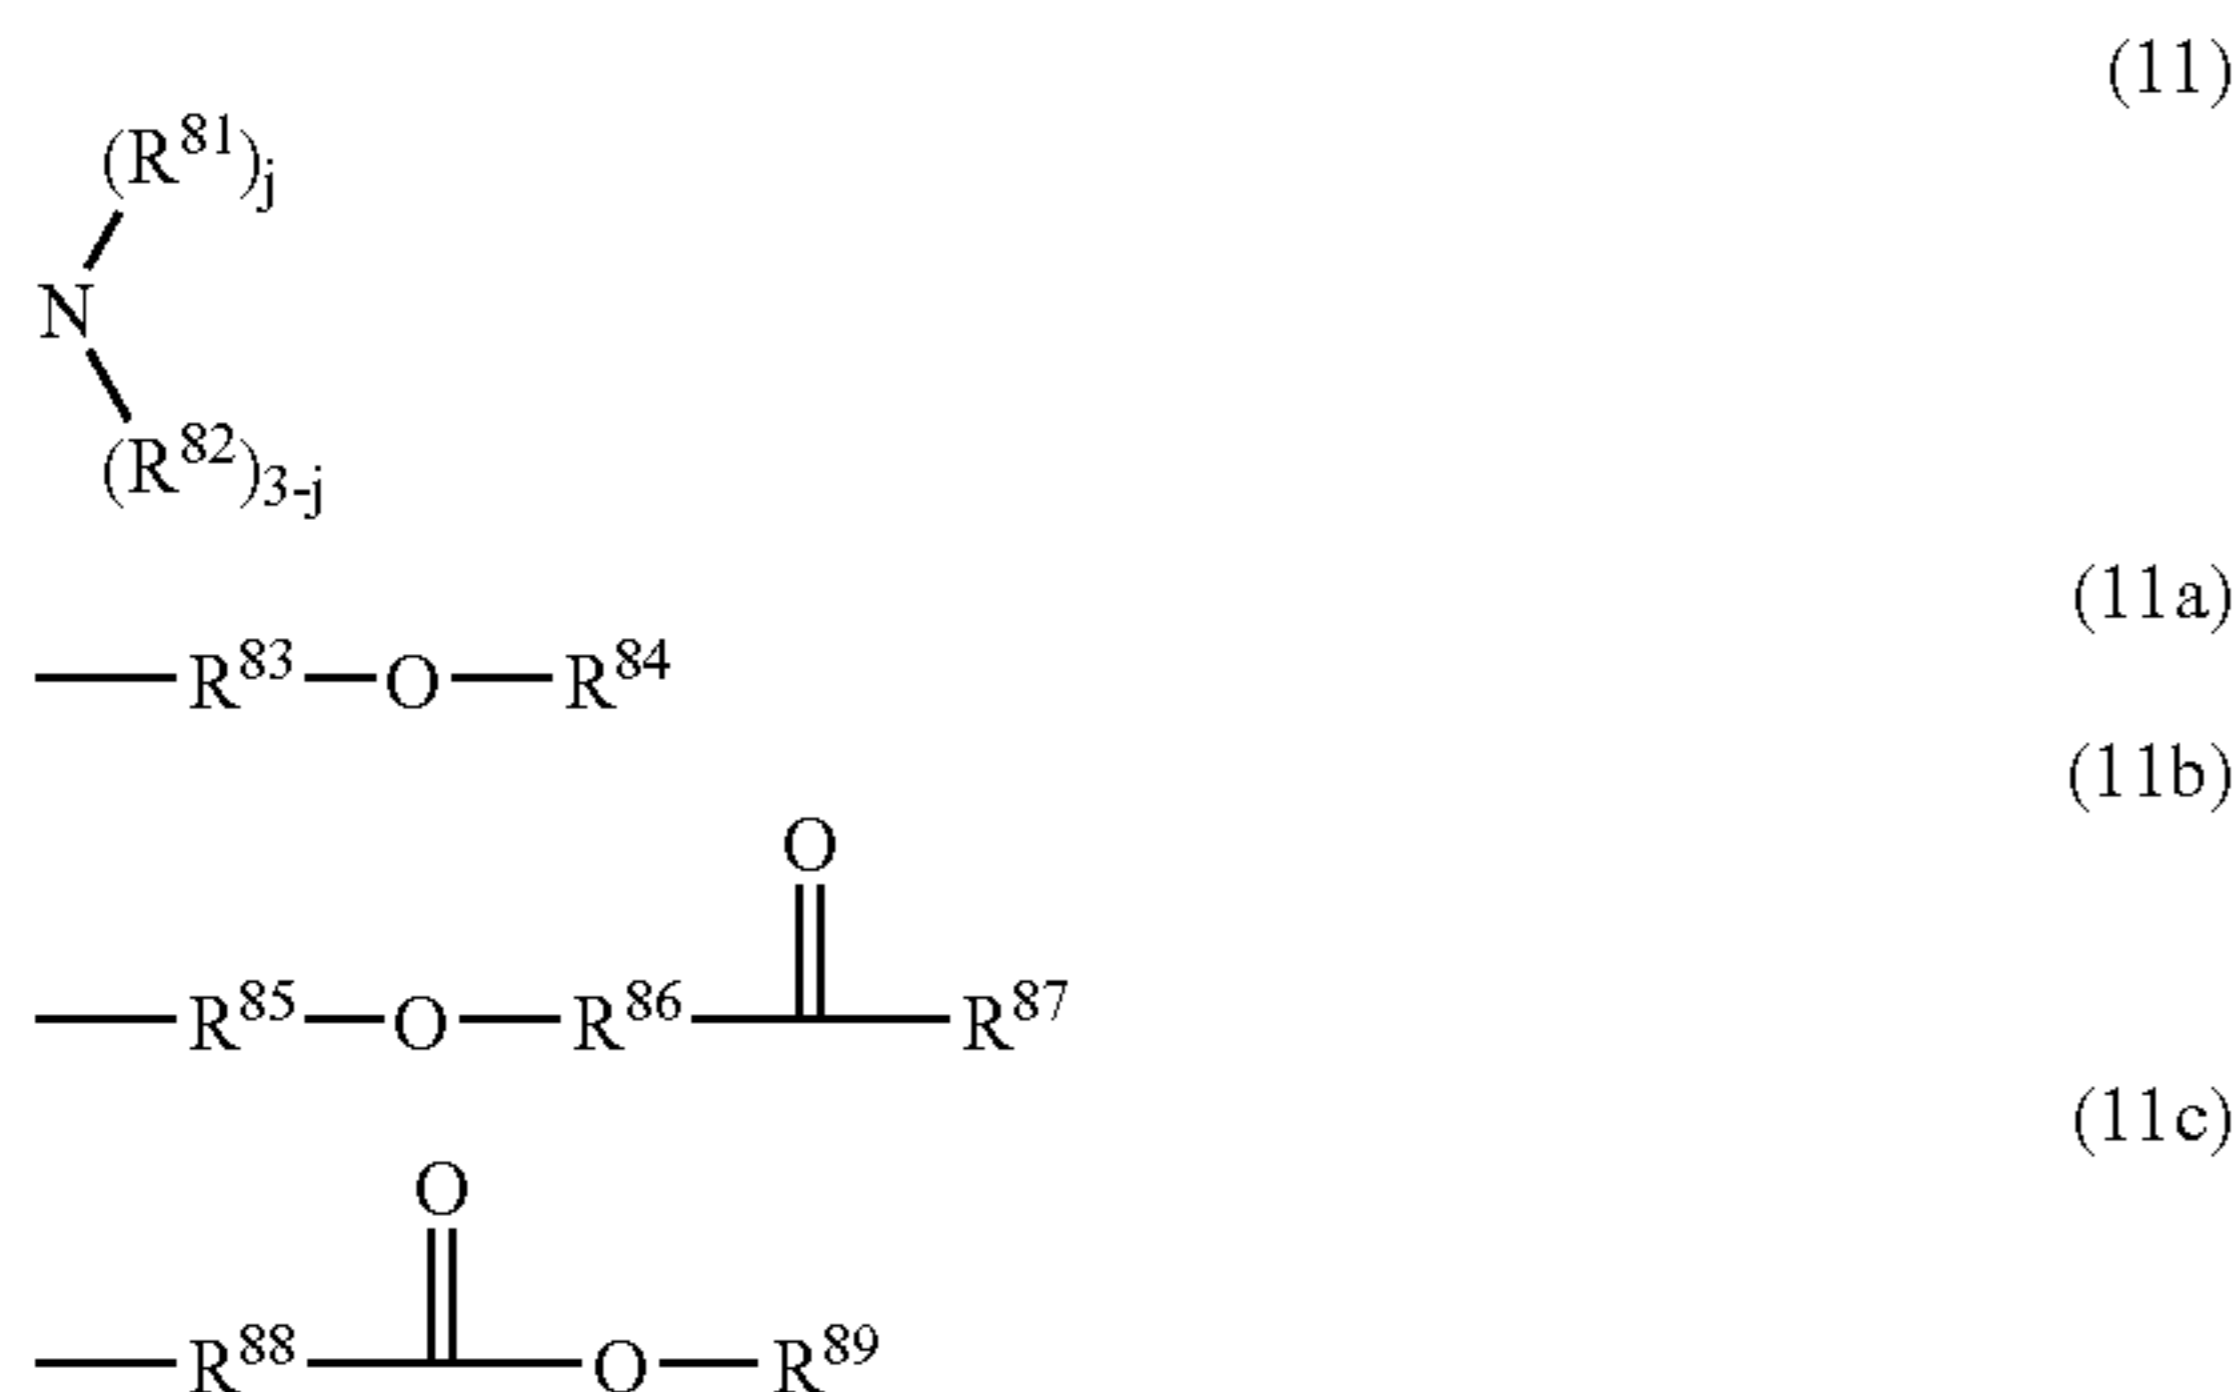 (11)
(R81)j
N
(R82)3-j
(11a)
R83 O R84
(11b)
O
R85 O R86 R87
(11c)
O
R88 O R89